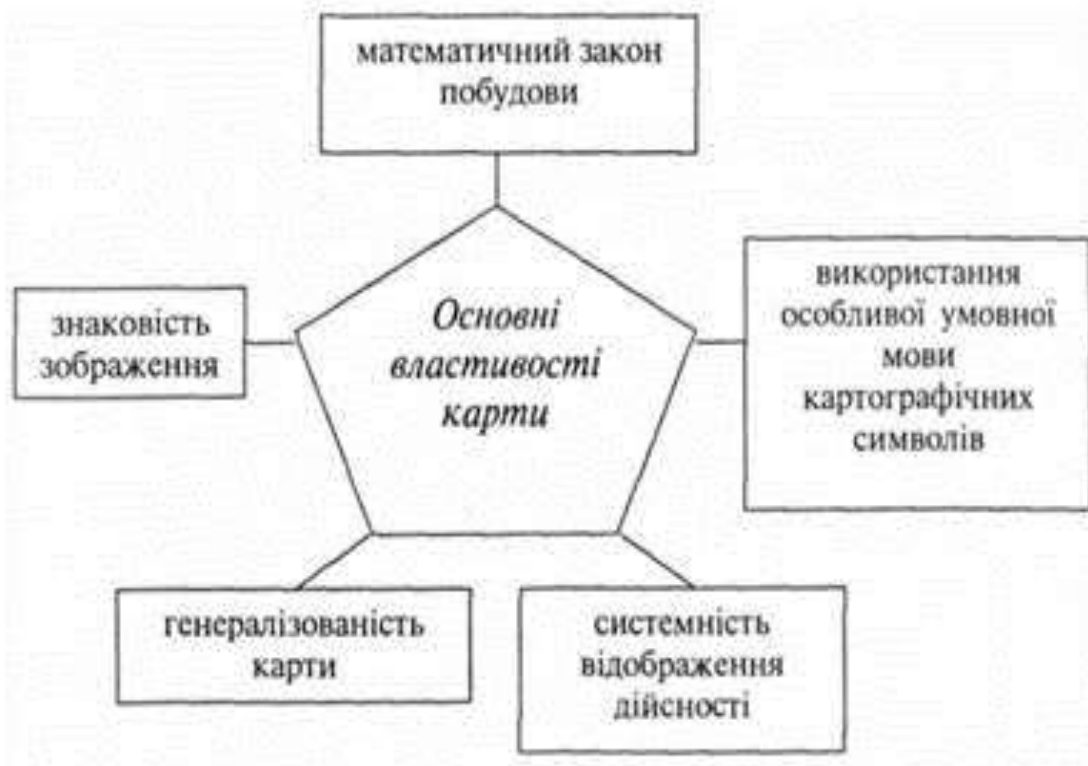 математичний закон
побудови
знаковість
зображення
Основні
властивості
карти
використання
особливої умовної
мови
картографічних
символів
генералізованість
карти
системність
відображення
дійсності